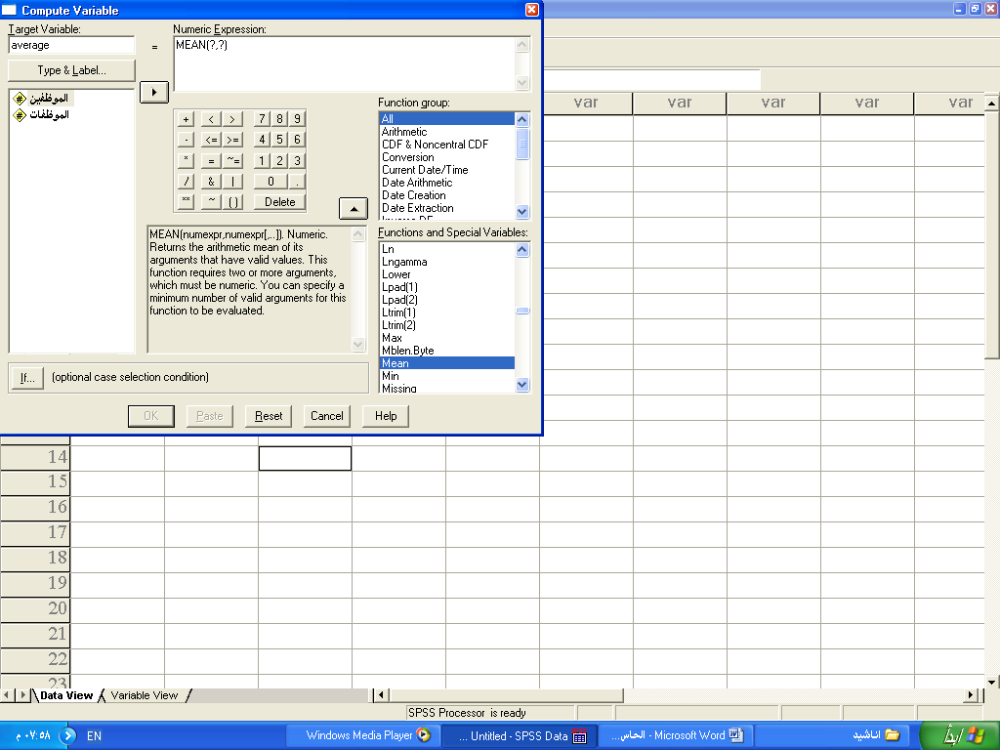 Compute Variable
Target Variable:
average
=
Numeric Expression:
MEAN(?,?)
Type & Label...
الموظفين
الموظفات
+ < > 7 8 9
- <= >= 4 5 6
* = ~= 1 2 3
/ & | 0 .
** ~ ( ) Delete
Function group:
All
Arithmetic
CDF & Noncentral CDF
Conversion
Current Date/Time
Date Arithmetic
Date Creation
Date Extraction
Inverse DF
MEAN(numexpr,numexpr[,..]). Numeric.
Returns the arithmetic mean of its
arguments that have valid values. This
function requires two or more arguments,
which must be numeric. You can specify a
minimum number of valid arguments for this
function to be evaluated.
Functions and Special Variables:
Ln
Lngamma
Lower
Lpad(1)
Lpad(2)
Ltrim(1)
Ltrim(2)
Max
Mblen.Byte
Mean
Min
Missing
If...
(optional case selection condition)
OK Paste Reset Cancel Help
var var var var var
14
15
16
17
18
19
20
21
22
23
Data View Variable View
SPSS Processor is ready
٠٧:٥٨ م
EN
Windows Media Player
... Untitled - SPSS Data
...الحاس - Microsoft Word
اناشيد
ابدأ